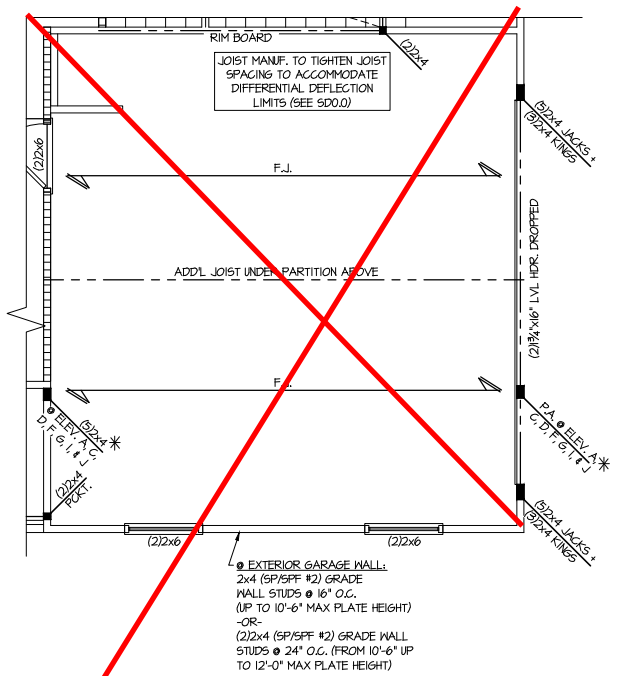 RIM BOARD
(2)2x4
JOIST MANUF. TO TIGHTEN JOIST
SPACING TO ACCOMMODATE
DIFFERENTIAL DEFLECTION
LIMITS (SEE SD0.0)
(5)2x4 JACKS +
(3)2x4 KINGS
(2)2x6
F.J.
(2)1¾"x16" LVL HDR. DROPPED
ADD'L JOIST UNDER PARTITION ABOVE
F.J.
(5)2x4 *
@ ELEV. A, C,
D, F, G, I, & J
P.A. @ ELEV. A *
C, D, F, G, I, & J
(2)2x4
PCKT.
(5)2x4 JACKS +
(3)2x4 KINGS
(2)2x6
(2)2x6
@ EXTERIOR GARAGE WALL:
2x4 (SP/SPF #2) GRADE
WALL STUDS @ 16" O.C.
(UP TO 10'-6" MAX PLATE HEIGHT)
-OR-
(2)2x4 (SP/SPF #2) GRADE WALL
STUDS @ 24" O.C. (FROM 10'-6" UP
TO 12'-0" MAX PLATE HEIGHT)